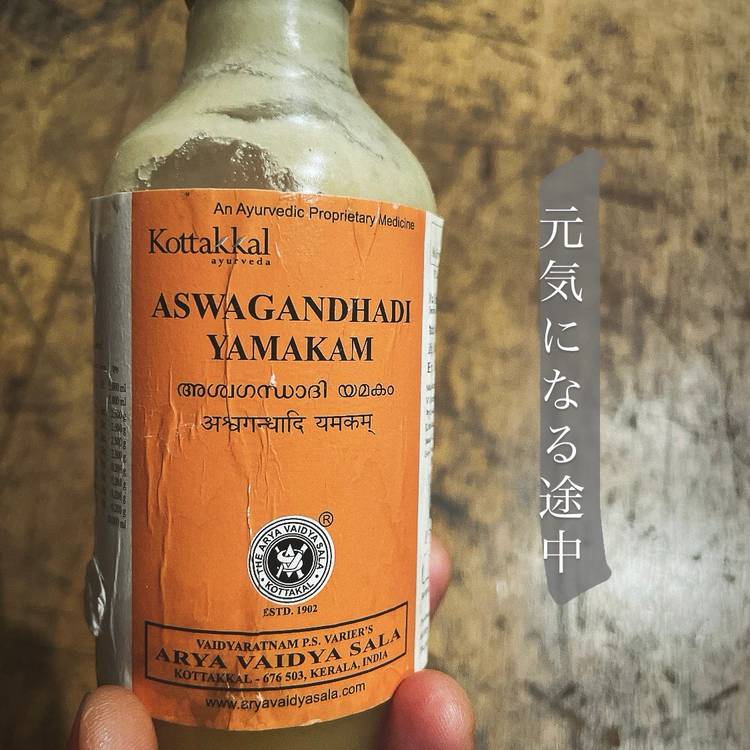 An Ayurvedic Proprietary Medicine
Kottakkal
ayurveda
ASWAGANDHADI
YAMAKAM
അശ്വഗന്ധാദി യമകം
अश्वगन्धादि यमकम्
THE ARYA VAIDYA SALA
KOTTAKKAL
®
ESTD. 1902
VAIDYARATNAM P.S. VARIER'S
ARYA VAIDYA SALA
KOTTAKKAL - 676 503, KERALA, INDIA
www.aryavaidyasala.com
元気になる途中